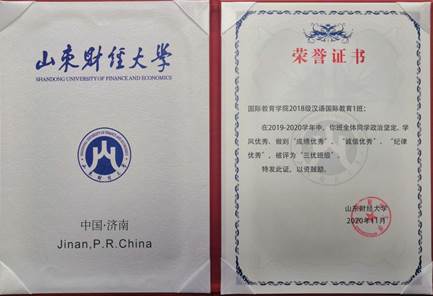 山东财经大学
SHANDONG UNIVERSITY OF FINANCE AND ECONOMICS
中国·济南
Jinan,P.R.China
荣誉证书
国际教育学院2018级汉语国际教育1班：
在2019-2020学年中，你班全体同学政治坚定、学
风优秀、做到“成绩优秀”、“诚信优秀”、“纪律
优秀”，被评为“三优班级”。
特发此证，以资鼓励。
山东财经大学
2020年11月